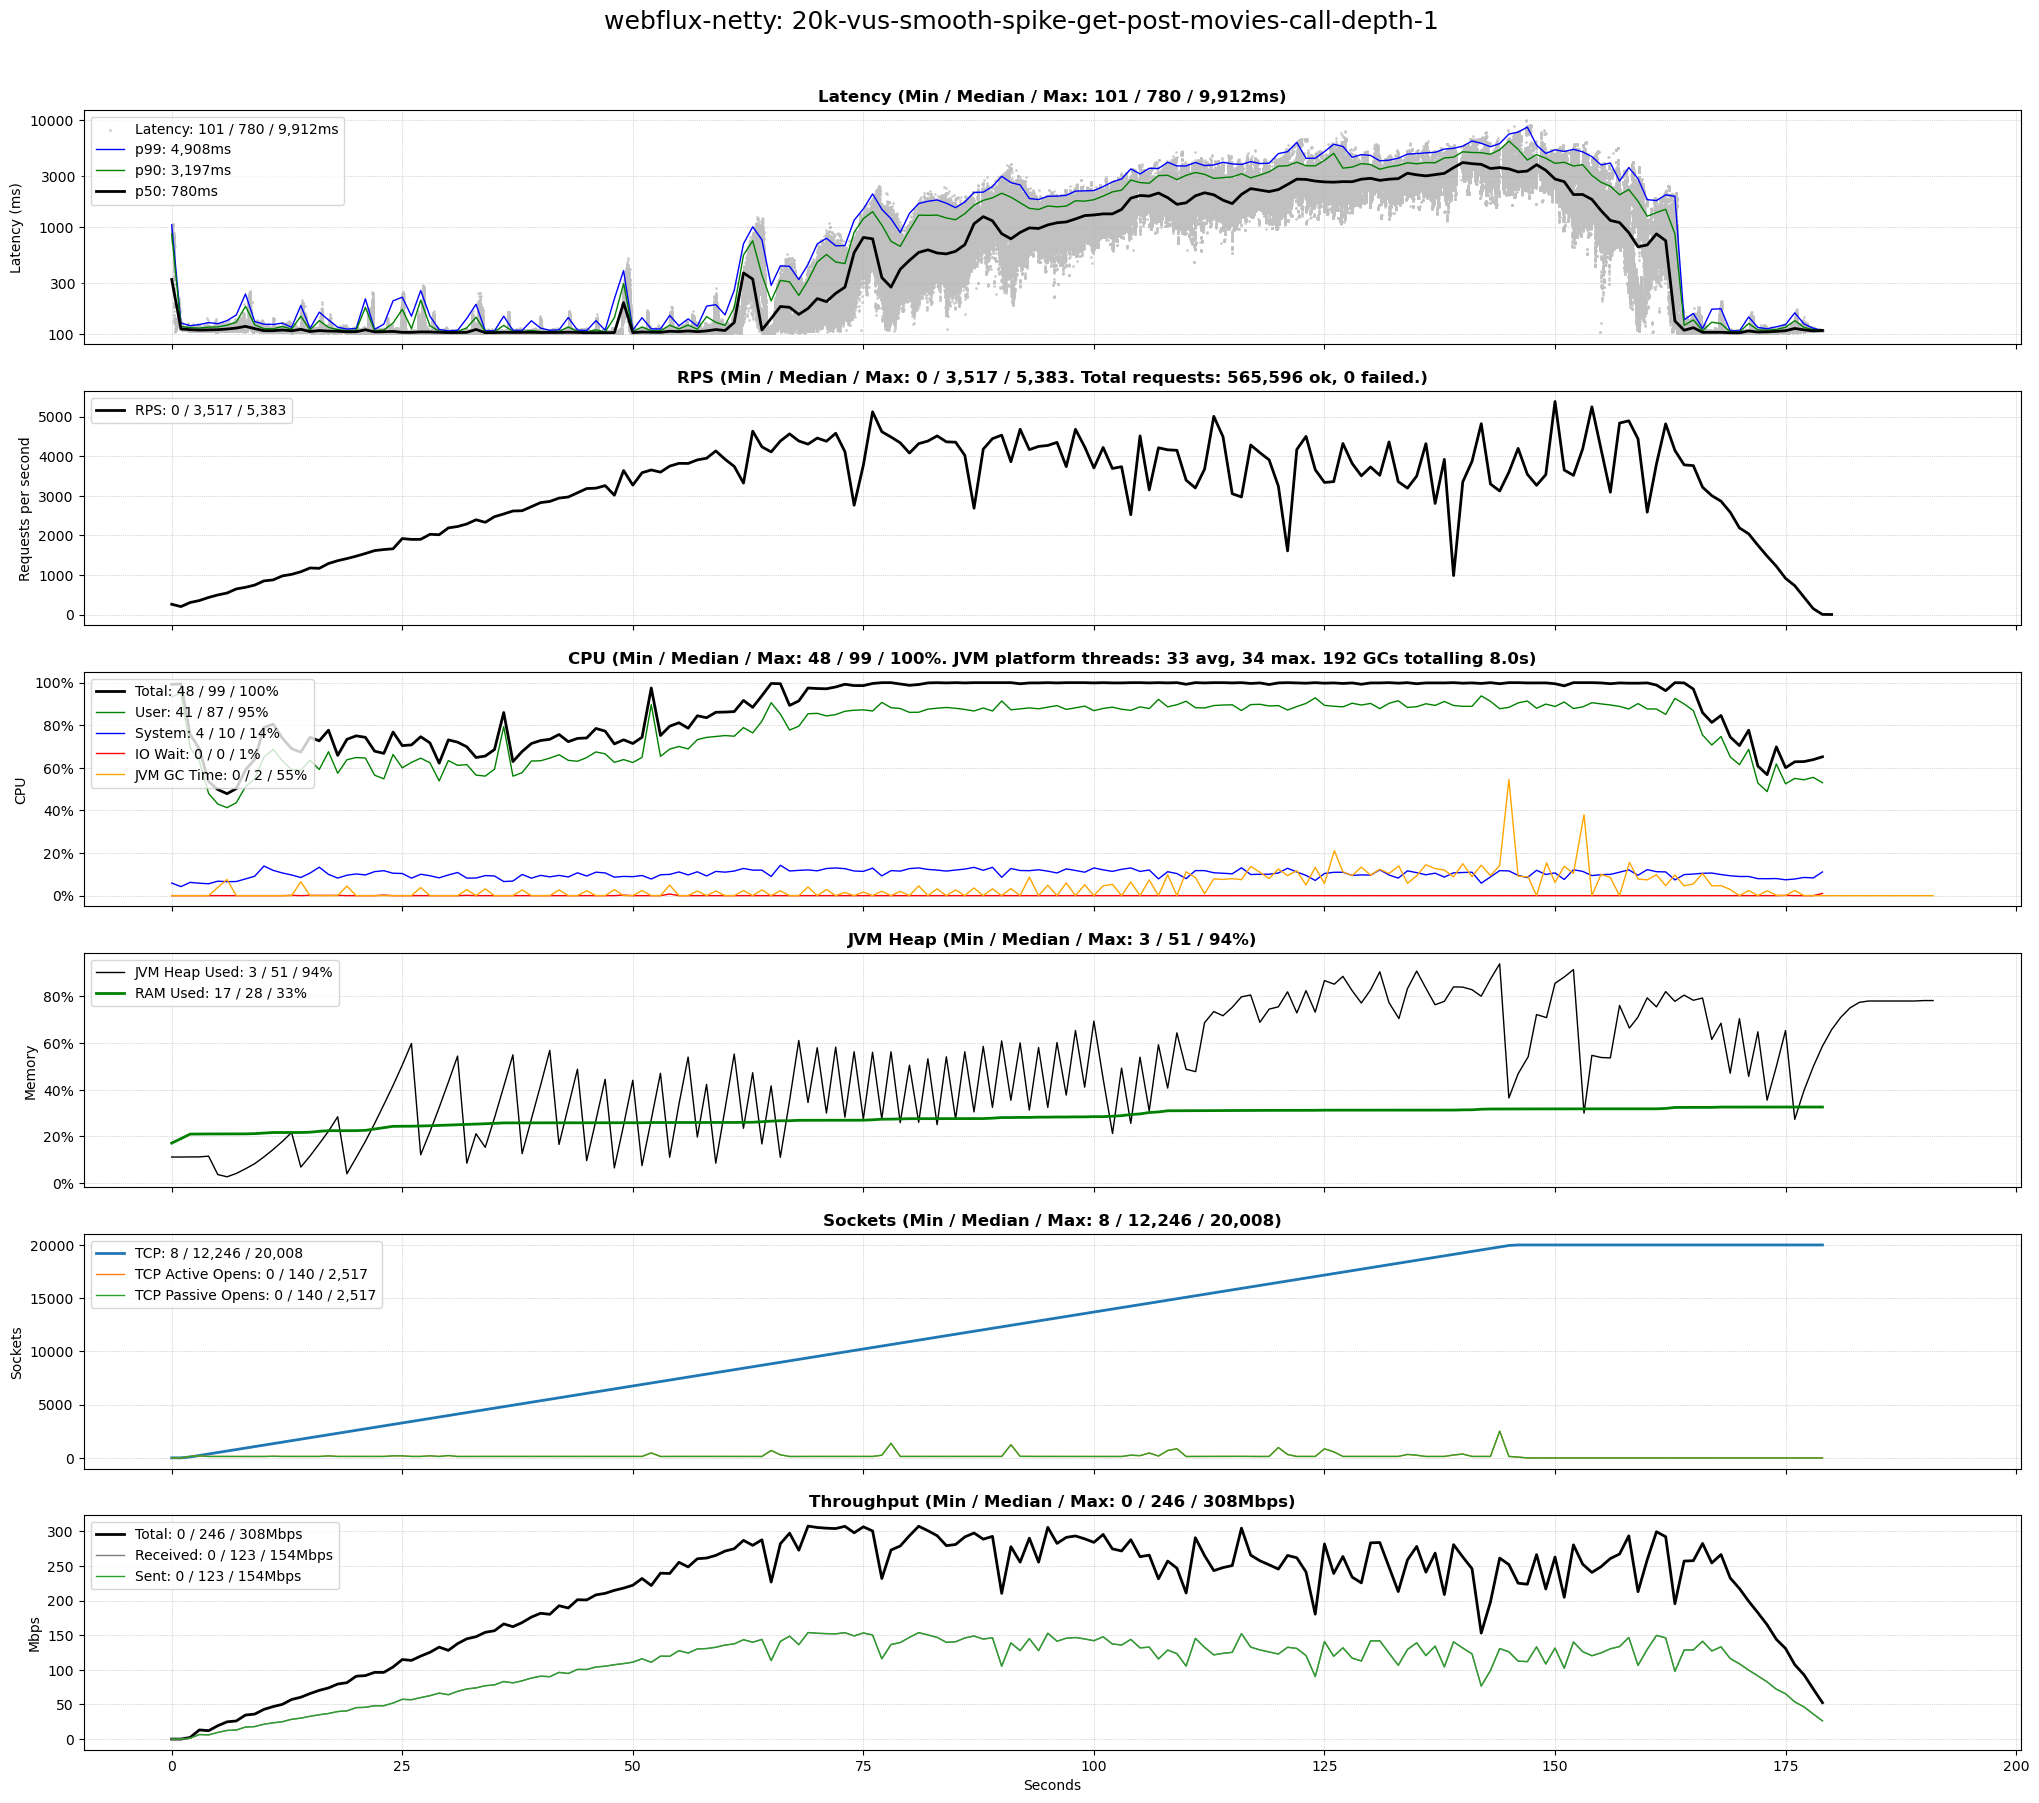 webflux-netty: 20k-vus-smooth-spike-get-post-movies-call-depth-1
Latency (Min / Median / Max: 101 / 780 / 9,912ms)
Latency (ms)
10000
3000
1000
300
100
Latency: 101 / 780 / 9,912ms
p99: 4,908ms
p90: 3,197ms
p50: 780ms
RPS (Min / Median / Max: 0 / 3,517 / 5,383. Total requests: 565,596 ok, 0 failed.)
Requests per second
5000
4000
3000
2000
1000
0
RPS: 0 / 3,517 / 5,383
CPU (Min / Median / Max: 48 / 99 / 100%. JVM platform threads: 33 avg, 34 max. 192 GCs totalling 8.0s)
CPU
100%
80%
60%
40%
20%
0%
Total: 48 / 99 / 100%
User: 41 / 87 / 95%
System: 4 / 10 / 14%
IO Wait: 0 / 0 / 1%
JVM GC Time: 0 / 2 / 55%
JVM Heap (Min / Median / Max: 3 / 51 / 94%)
Memory
80%
60%
40%
20%
0%
JVM Heap Used: 3 / 51 / 94%
RAM Used: 17 / 28 / 33%
Sockets (Min / Median / Max: 8 / 12,246 / 20,008)
Sockets
20000
15000
10000
5000
0
TCP: 8 / 12,246 / 20,008
TCP Active Opens: 0 / 140 / 2,517
TCP Passive Opens: 0 / 140 / 2,517
Throughput (Min / Median / Max: 0 / 246 / 308Mbps)
Mbps
300
250
200
150
100
50
0
Total: 0 / 246 / 308Mbps
Received: 0 / 123 / 154Mbps
Sent: 0 / 123 / 154Mbps
0 25 50 75 100 125 150 175 200
Seconds